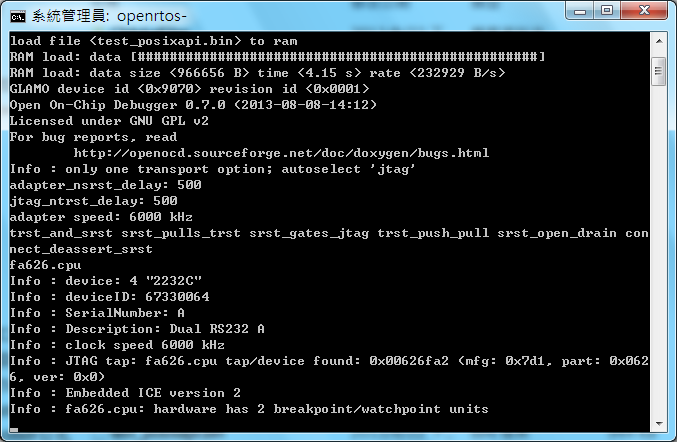 系統管理員: openrtos-
load file <test_posixapi.bin> to ram
RAM load: data [##################################################]
RAM load: data size <966656 B> time <4.15 s> rate <232929 B/s>
GLAMO device id <0x9070> revision id <0x0001>
Open On-Chip Debugger 0.7.0 (2013-08-08-14:12)
Licensed under GNU GPL v2
For bug reports, read
        http://openocd.sourceforge.net/doc/doxygen/bugs.html
Info : only one transport option; autoselect 'jtag'
adapter_nsrst_delay: 500
jtag_ntrst_delay: 500
adapter speed: 6000 kHz
trst_and_srst srst_pulls_trst srst_gates_jtag trst_push_pull srst_open_drain con
nect_deassert_srst
fa626.cpu
Info : device: 4 "2232C"
Info : deviceID: 67330064
Info : SerialNumber: A
Info : Description: Dual RS232 A
Info : clock speed 6000 kHz
Info : JTAG tap: fa626.cpu tap/device found: 0x00626fa2 (mfg: 0x7d1, part: 0x062
6, ver: 0x0)
Info : Embedded ICE version 2
Info : fa626.cpu: hardware has 2 breakpoint/watchpoint units